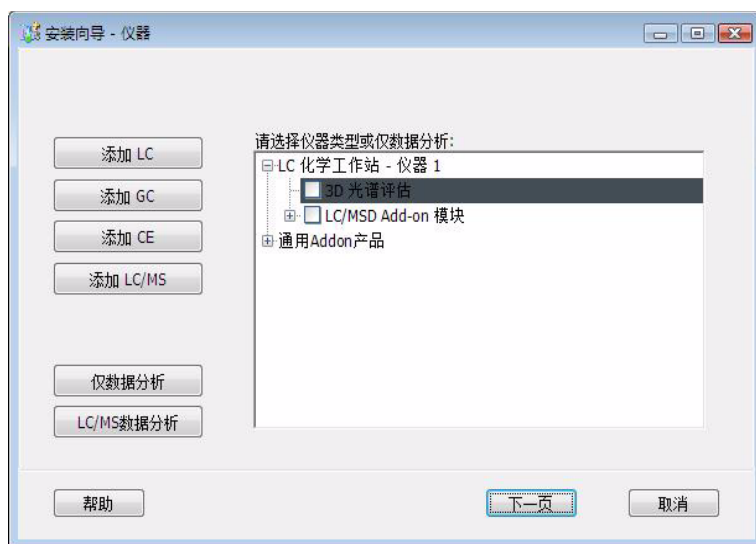 安装向导 - 仪器
请选择仪器类型或仅数据分析:
添加 LC
添加 GC
添加 CE
添加 LC/MS
仅数据分析
LC/MS数据分析
LC 化学工作站 - 仪器 1
3D 光谱评估
LC/MSD Add-on 模块
通用Addon产品
帮助
下一页
取消